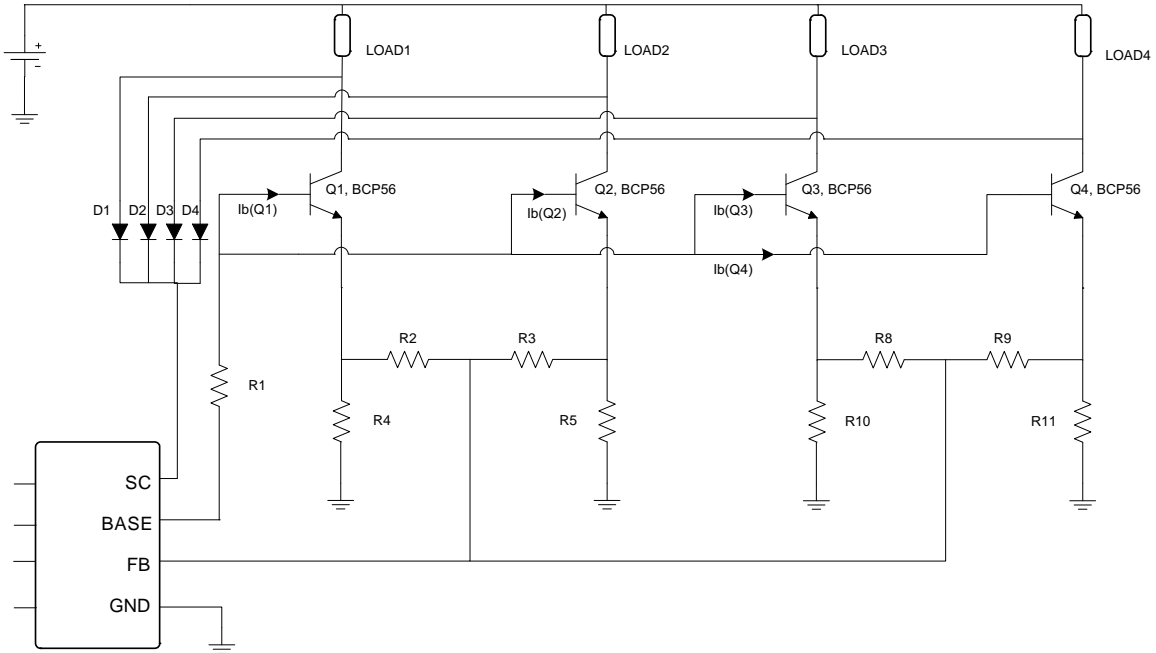 LOAD1
LOAD2
LOAD3
LOAD4
+
-
Q1, BCP56
Q2, BCP56
Q3, BCP56
Q4, BCP56
D1 D2 D3 D4
Ib(Q1)
Ib(Q2)
Ib(Q3)
Ib(Q4)
R2
R3
R8
R9
R1
R4
R5
R10
R11
SC
BASE
FB
GND